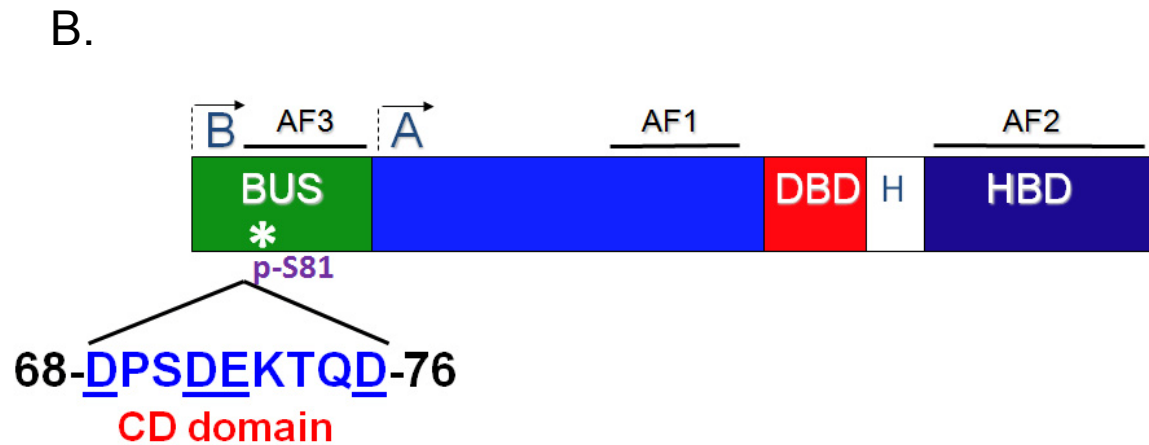 B.
B AF3 A AF1 AF2
BUS DBD H HBD
*
p-S81
68-DPSDEKTQD-76
CD domain